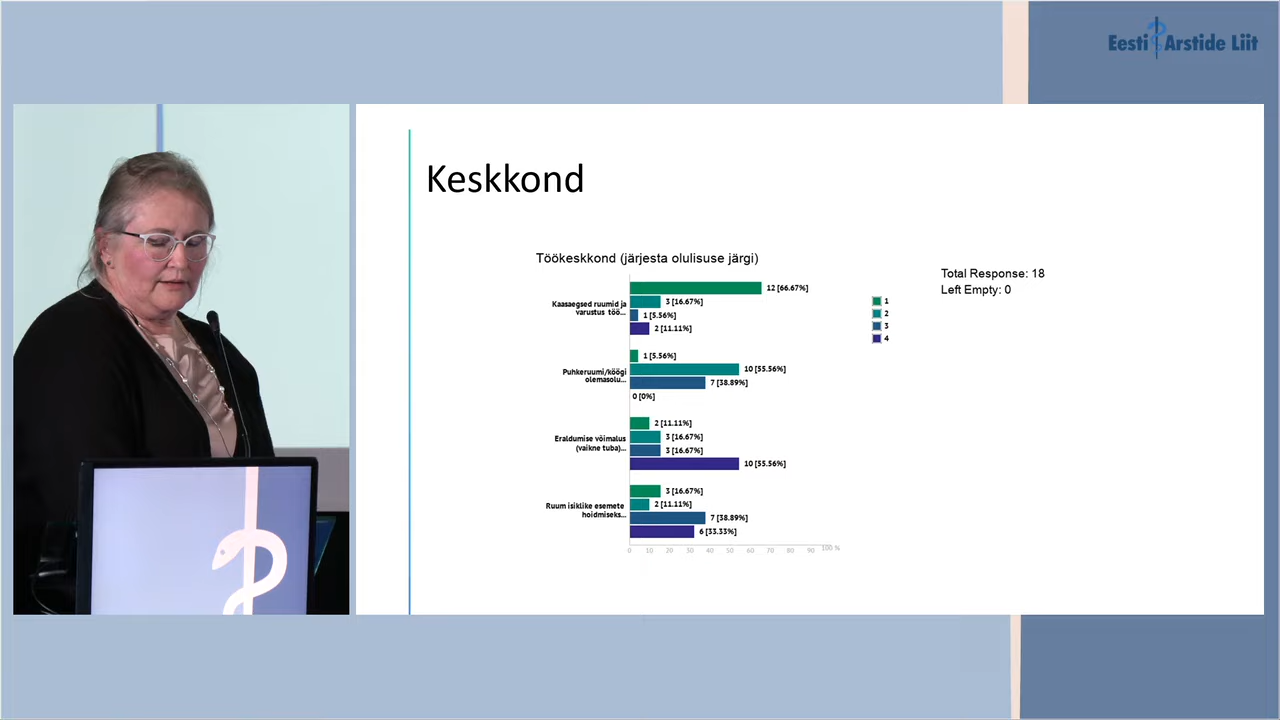 Eesti Arstide Liit
Keskkond
Töökeskkond (järjesta olulisuse järgi)
Total Response: 18
Left Empty: 0
1
2
3
4
Kaasaegsed ruumid ja
varustus töö...
12 [66.67%]
3 [16.67%]
1 [5.56%]
2 [11.11%]
Puhkeruumi/köögi
olemasolu...
1 [5.56%]
10 [55.56%]
7 [38.89%]
0 [0%]
Eraldumise võimalus
(vaikne tuba)...
2 [11.11%]
3 [16.67%]
3 [16.67%]
10 [55.56%]
Ruum isiklike esemete
hoidmiseks...
3 [16.67%]
2 [11.11%]
7 [38.89%]
6 [33.33%]
0 10 20 30 40 50 60 70 80 90 100 %